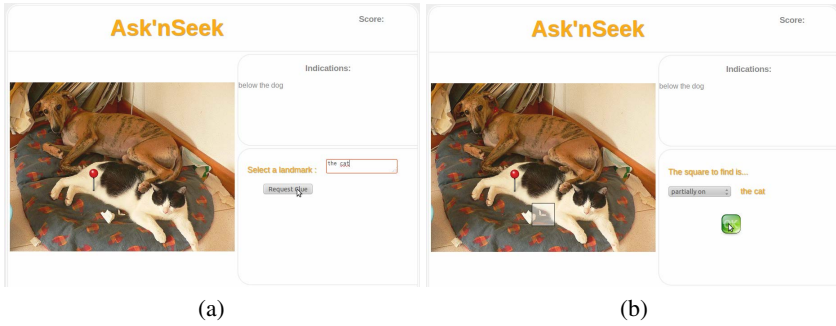 Ask'nSeek
Score:
Indications:
below the dog
Select a landmark :
the cat
Request Clue
(a)
Ask'nSeek
Score:
Indications:
below the dog
The square to find is...
partially on
the cat
(b)